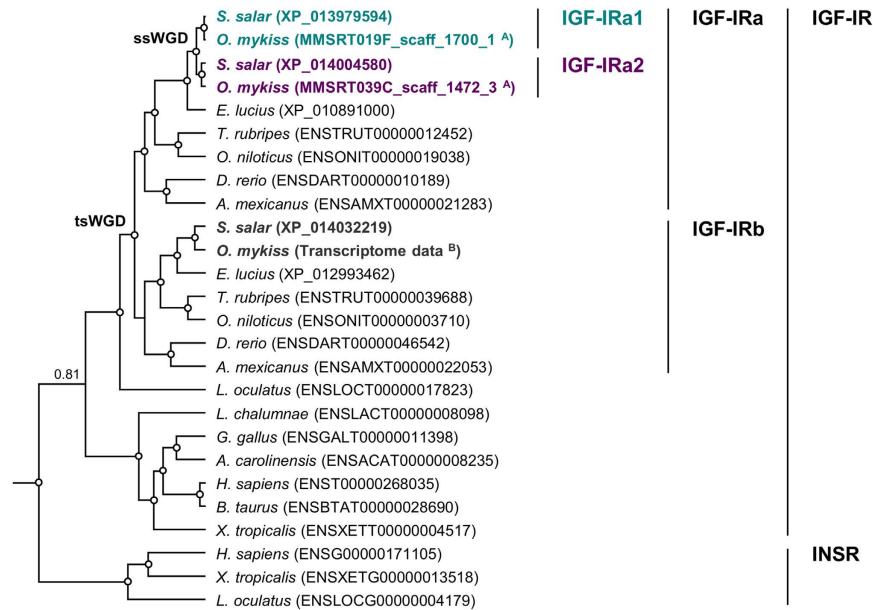 S. salar (XP_013979594) IGF-IRa1 IGF-IRa IGF-IR
ssWGD
O. mykiss (MMSRT019F_scaff_1700_1 A)
S. salar (XP_014004580) IGF-IRa2
O. mykiss (MMSRT039C_scaff_1472_3 A)
E. lucius (XP_010891000)
T. rubripes (ENSTRUT00000012452)
O. niloticus (ENSONIT00000019038)
D. rerio (ENSDART00000010189)
A. mexicanus (ENSAMXT00000021283)
tsWGD
S. salar (XP_014032219) IGF-IRb
O. mykiss (Transcriptome data B)
E. lucius (XP_012993462)
T. rubripes (ENSTRUT00000039688)
O. niloticus (ENSONIT00000003710)
D. rerio (ENSDART00000046542)
A. mexicanus (ENSAMXT00000022053)
0.81
L. oculatus (ENSLOCT00000017823)
L. chalumnae (ENSLACT00000008098)
G. gallus (ENSGALT00000011398)
A. carolinensis (ENSACAT00000008235)
H. sapiens (ENST00000268035)
B. taurus (ENSBTAT00000028690)
X. tropicalis (ENSXETT00000004517)
H. sapiens (ENSG00000171105) INSR
X. tropicalis (ENSXETG00000013518)
L. oculatus (ENSLOCG00000004179)